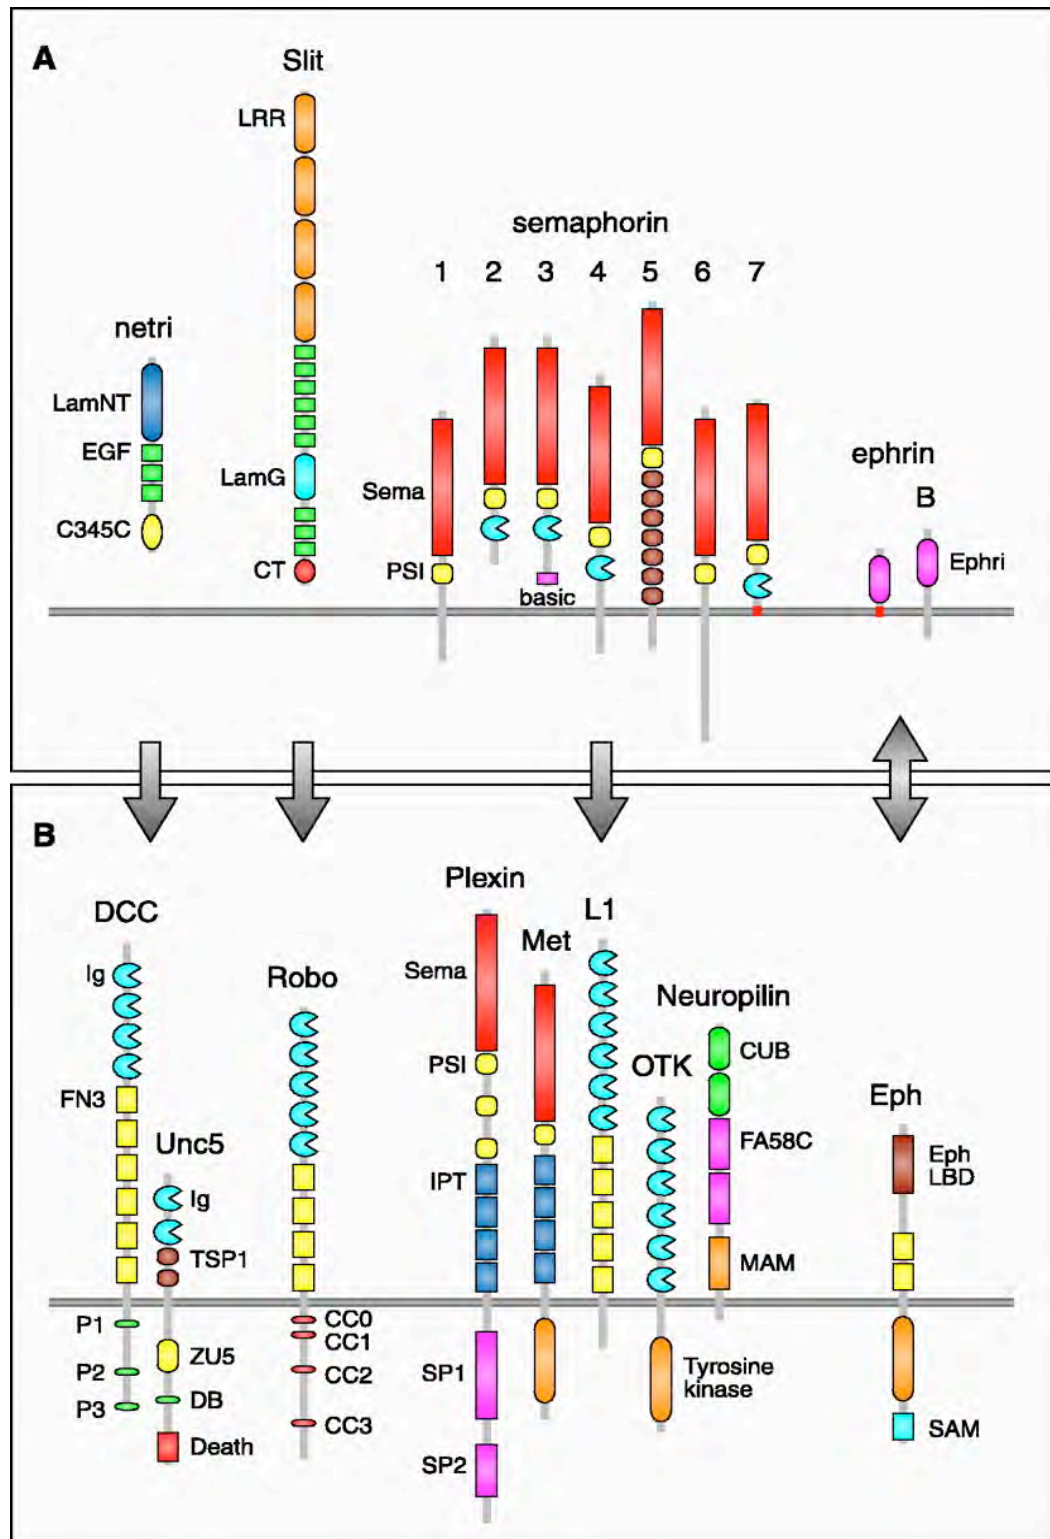 A
Slit
LRR
semaphorin
1 2 3 4 5 6 7
netri
LamNT
EGF
ephrin
LamG
Sema
B
C345C
Ephri
CT
PSI
basic
B
Plexin
DCC
L1
Met
Ig
Robo
Sema
Neuropilin
CUB
PSI
OTK
FN3
Eph
Unc5
FA58C
Eph
LBD
IPT
Ig
TSP1
MAM
P1
CC0
CC1
ZU5
P2
CC2
SP1
Tyrosine
kinase
DB
P3
CC3
SAM
Death
SP2